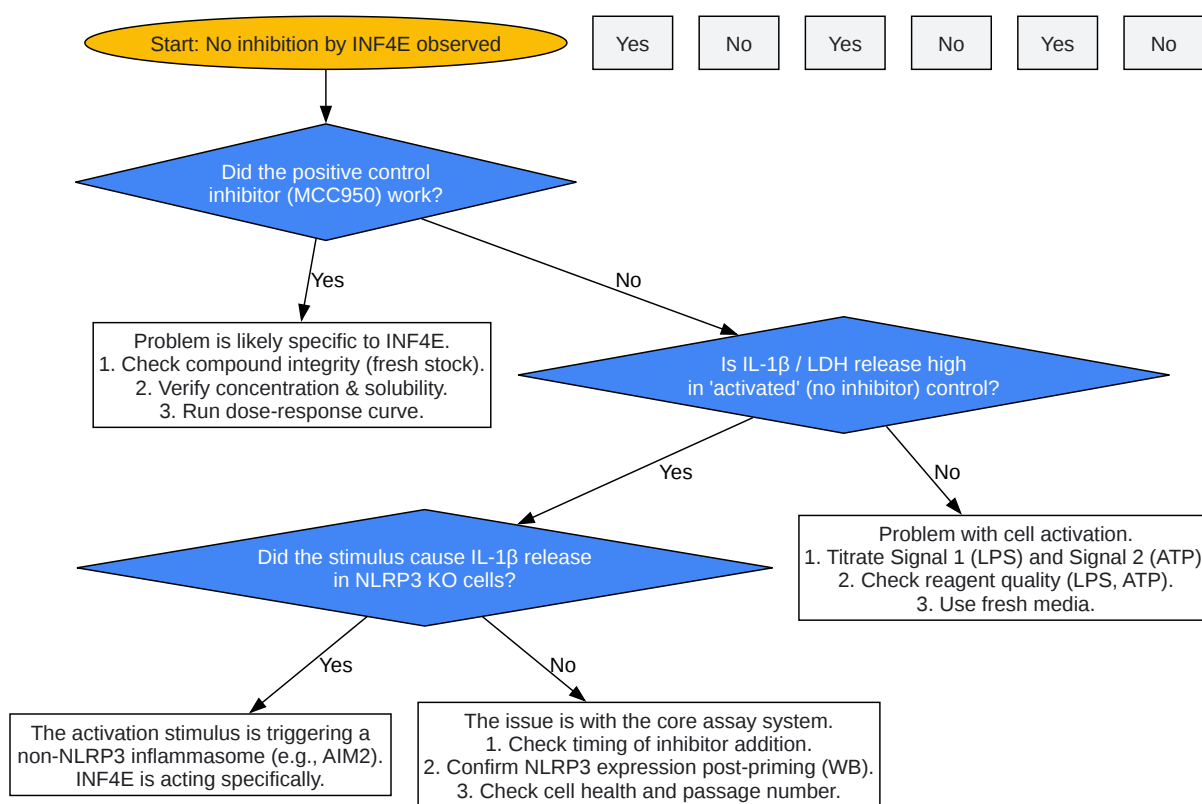 Start: No inhibition by INF4E observed
Yes
No
Yes
No
Yes
No
Did the positive control
inhibitor (MCC950) work?
Yes
No
Problem is likely specific to INF4E.
1. Check compound integrity (fresh stock).
2. Verify concentration & solubility.
3. Run dose-response curve.
Is IL-1β / LDH release high
in 'activated' (no inhibitor) control?
Yes
No
Did the stimulus cause IL-1β release
in NLRP3 KO cells?
Problem with cell activation.
1. Titrate Signal 1 (LPS) and Signal 2 (ATP).
2. Check reagent quality (LPS, ATP).
3. Use fresh media.
Yes
No
The activation stimulus is triggering a
non-NLRP3 inflammasome (e.g., AIM2).
INF4E is acting specifically.
The issue is with the core assay system.
1. Check timing of inhibitor addition.
2. Confirm NLRP3 expression post-priming (WB).
3. Check cell health and passage number.